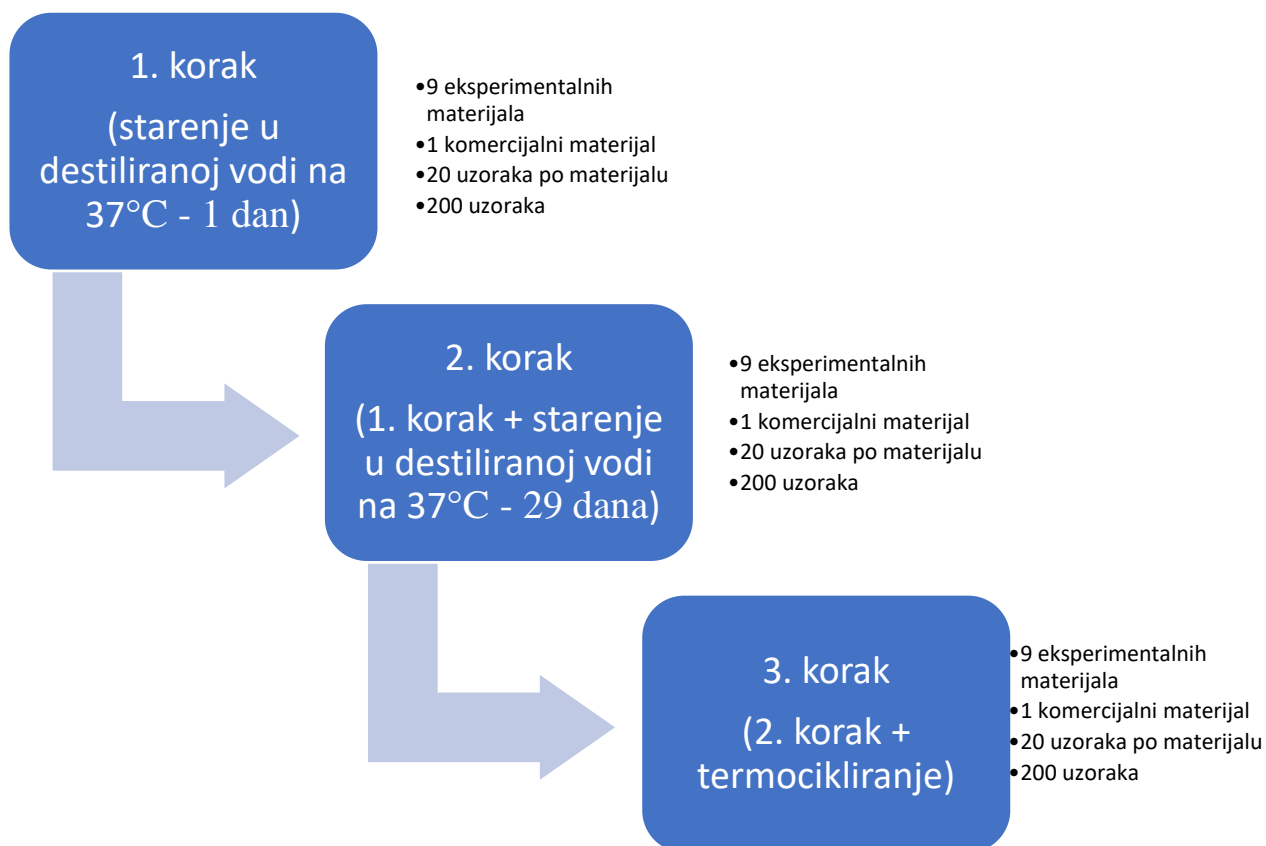 1. korak
(starenje u
destiliranoj vodi na
37°C - 1 dan)
•9 eksperimentalnih
materijala
•1 komercijalni materijal
•20 uzoraka po materijalu
•200 uzoraka
2. korak
(1. korak + starenje
u destiliranoj vodi
na 37°C - 29 dana)
•9 eksperimentalnih
materijala
•1 komercijalni materijal
•20 uzoraka po materijalu
•200 uzoraka
3. korak
(2. korak +
termocikliranje)
•9 eksperimentalnih
materijala
•1 komercijalni materijal
•20 uzoraka po materijalu
•200 uzoraka